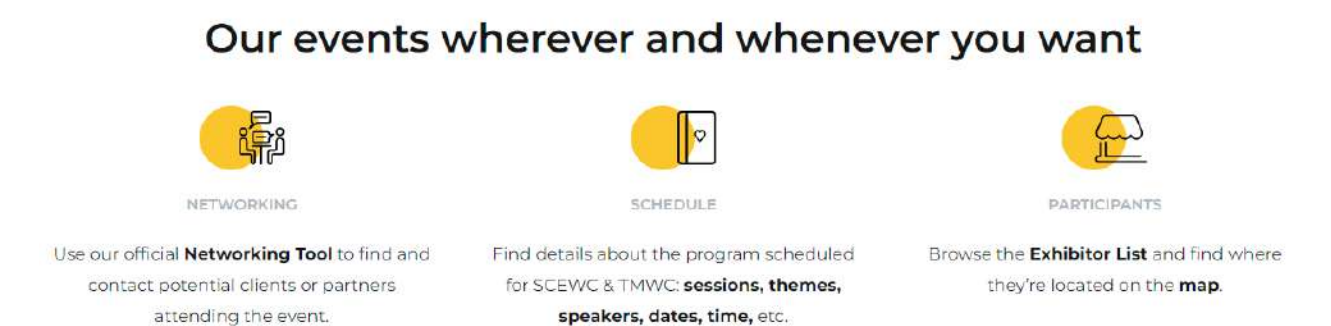 Our events wherever and whenever you want
NETWORKING
Use our official Networking Tool to find and
contact potential clients or partners
attending the event.
SCHEDULE
Find details about the program scheduled
for SCEWC & TMWC: sessions, themes,
speakers, dates, time, etc.
PARTICIPANTS
Browse the Exhibitor List and find where
they're located on the map.